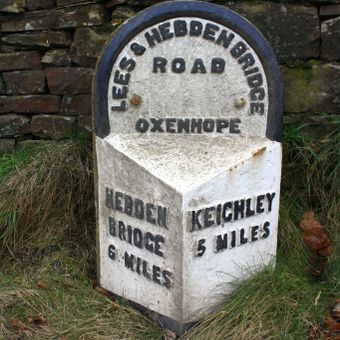 LEES & HEBDEN BRIDGE
ROAD
OXENHOPE
HEBDEN
BRIDGE
6 MILES
KEIGHLEY
5 MILES